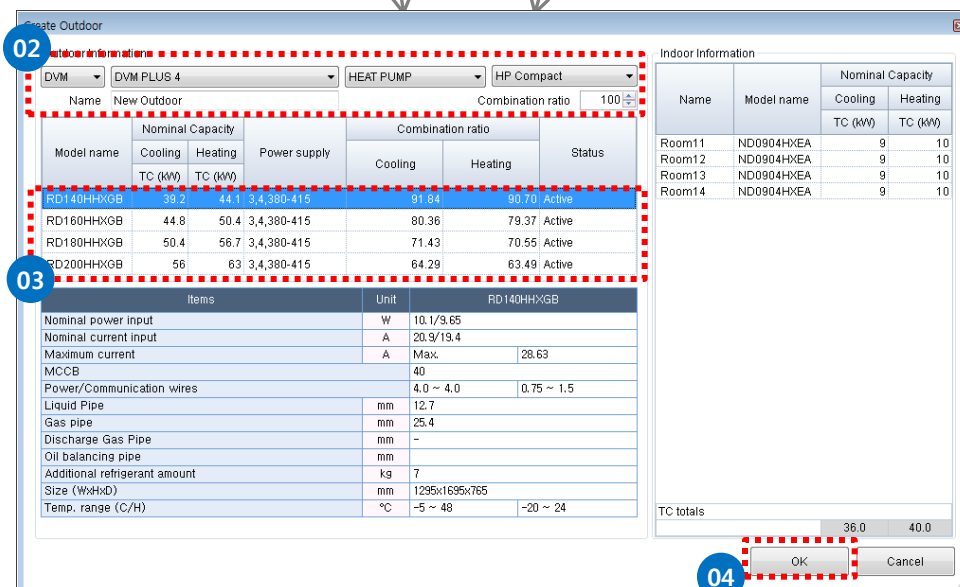 Create Outdoor
02
Outdoor Information
DVM DVM PLUS 4 HEAT PUMP HP Compact
Name New Outdoor Combination ratio 100
Model name Nominal Capacity Power supply Combination ratio Status
Cooling Heating Cooling Heating
TC (kW) TC (kW)
RD140HHXGB 39.2 44.1 3,4,380-415 91.84 90.70 Active
RD160HHXGB 44.8 50.4 3,4,380-415 80.36 79.37 Active
RD180HHXGB 50.4 56.7 3,4,380-415 71.43 70.55 Active
RD200HHXGB 56 63 3,4,380-415 64.29 63.49 Active
03
Items Unit RD140HHXGB
Nominal power input W 10.1/9.65
Nominal current input A 20.9/19.4
Maximum current A Max. 28.63
MCCB 40
Power/Communication wires 4.0 ~ 4.0 0.75 ~ 1.5
Liquid Pipe mm 12.7
Gas pipe mm 25.4
Discharge Gas Pipe mm -
Oil balancing pipe mm
Additional refrigerant amount kg 7
Size (WxHxD) mm 1295x1695x765
Temp. range (C/H) °C -5 ~ 48 -20 ~ 24
Indoor Information
Name Model name Nominal Capacity
Cooling Heating
TC (kW) TC (kW)
Room11 ND0904HXEA 9 10
Room12 ND0904HXEA 9 10
Room13 ND0904HXEA 9 10
Room14 ND0904HXEA 9 10
TC totals
36.0 40.0
04
OK Cancel